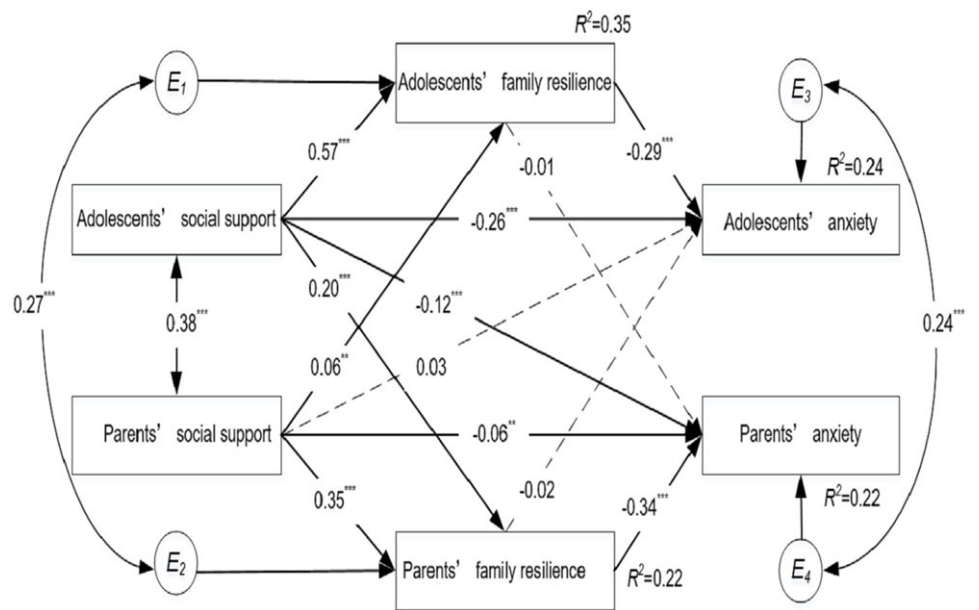 R²=0.35
E₁
Adolescents’ family resilience
E₃
0.57***
-0.29***
-0.01
R²=0.24
Adolescents’ social support
-0.26***
Adolescents’ anxiety
0.20***
-0.12***
0.27***
0.38***
0.24***
0.06**
0.03
Parents’ social support
-0.06**
Parents’ anxiety
0.35***
-0.02
-0.34***
R²=0.22
E₂
Parents’ family resilience
R²=0.22
E₄